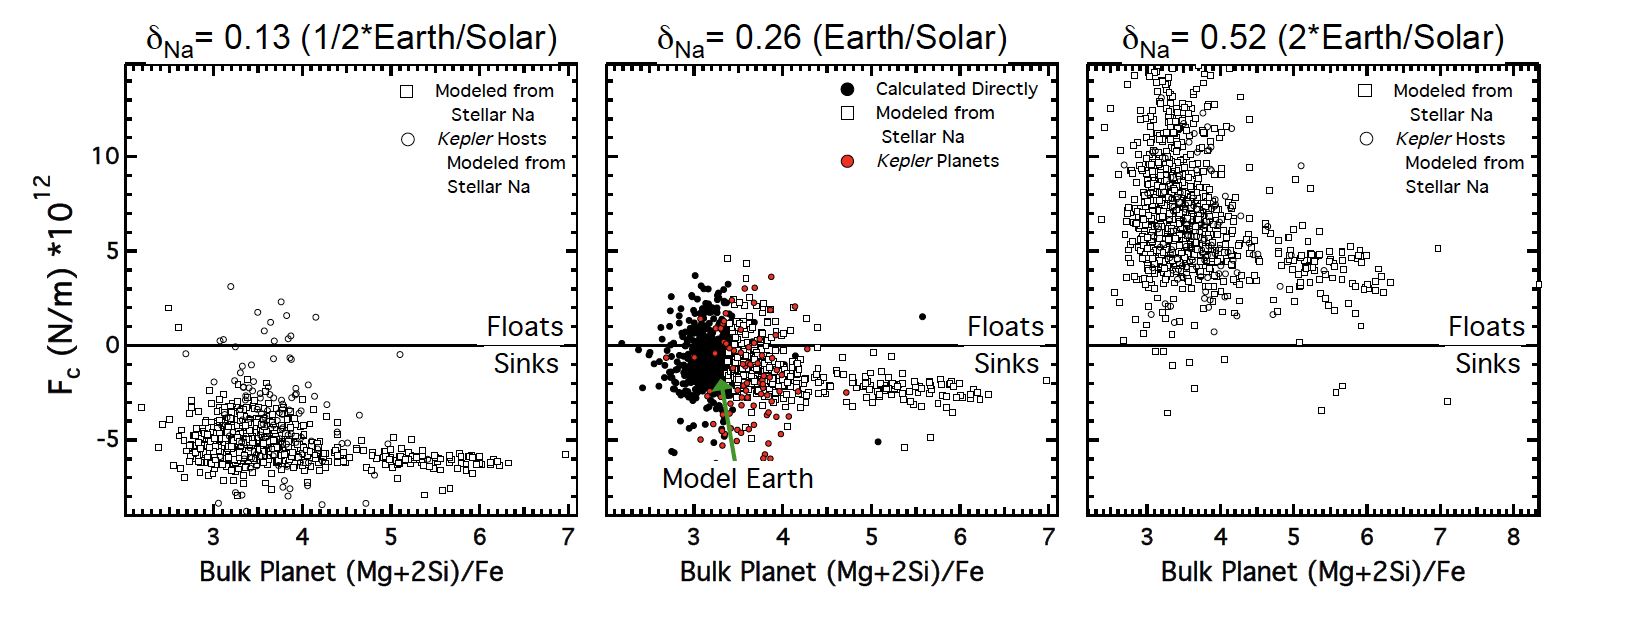 δNa= 0.13 (1/2*Earth/Solar)
δNa= 0.26 (Earth/Solar)
δNa= 0.52 (2*Earth/Solar)
Fc (N/m) *10^12
10
5
0
-5
Modeled from
Stellar Na
Kepler Hosts
Modeled from
Stellar Na
Floats
Sinks
3 4 5 6 7
Bulk Planet (Mg+2Si)/Fe
Calculated Directly
Modeled from
Stellar Na
Kepler Planets
Floats
Sinks
Model Earth
3 4 5 6 7
Bulk Planet (Mg+2Si)/Fe
Modeled from
Stellar Na
Kepler Hosts
Modeled from
Stellar Na
Floats
Sinks
3 4 5 6 7 8
Bulk Planet (Mg+2Si)/Fe